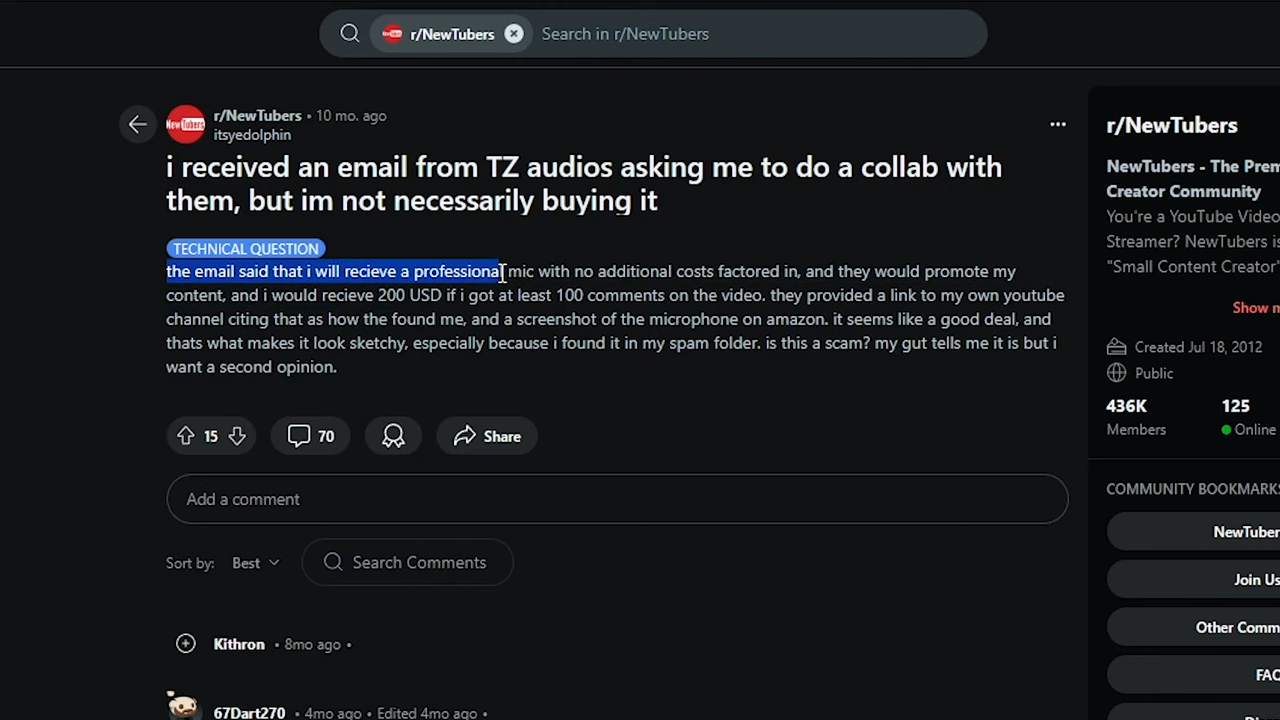 r/NewTubers
Search in r/NewTubers
r/NewTubers • 10 mo. ago
itsyedolphin
i received an email from TZ audios asking me to do a collab with
them, but im not necessarily buying it
TECHNICAL QUESTION
the email said that i will recieve a professional mic with no additional costs factored in, and they would promote my
content, and i would recieve 200 USD if i got at least 100 comments on the video. they provided a link to my own youtube
channel citing that as how the found me, and a screenshot of the microphone on amazon. it seems like a good deal, and
thats what makes it look sketchy, especially because i found it in my spam folder. is this a scam? my gut tells me it is but i
want a second opinion.
15
70
Share
Add a comment
Sort by: Best
Search Comments
Kithron • 8mo ago •
67Dart270 • 4mo ago • Edited 4mo ago •
r/NewTubers
NewTubers - The Prem
Creator Community
You're a YouTube Video
Streamer? NewTubers is
"Small Content Creator"
Show m
Created Jul 18, 2012
Public
436K
125
Members
Online
COMMUNITY BOOKMARKS
NewTuber
Join Us
Other Comm
FAQ